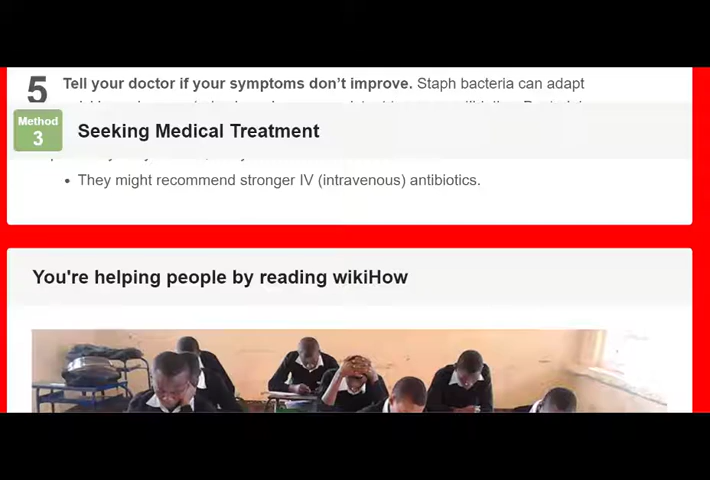 5 Tell your doctor if your symptoms don't improve. Staph bacteria can adapt
Method
3
Seeking Medical Treatment
• They might recommend stronger IV (intravenous) antibiotics.
You're helping people by reading wikiHow